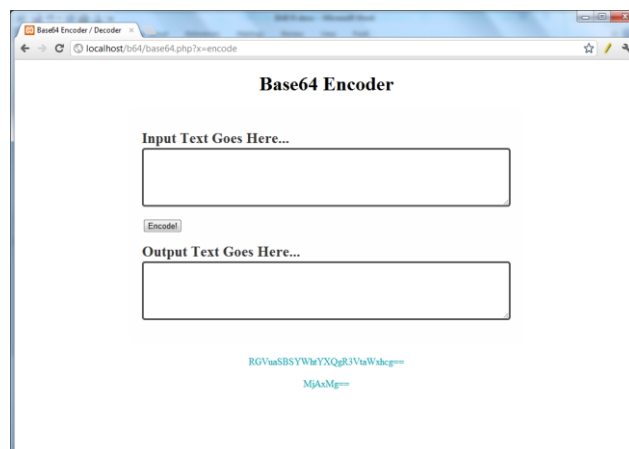 Base64 Encoder / Decoder
localhost/b64/base64.php?x=encode
Base64 Encoder
Input Text Goes Here...
Encode!
Output Text Goes Here...
RGVuaSBSYWhtYXQgR3VtaWxhcg==
MjAxMg==